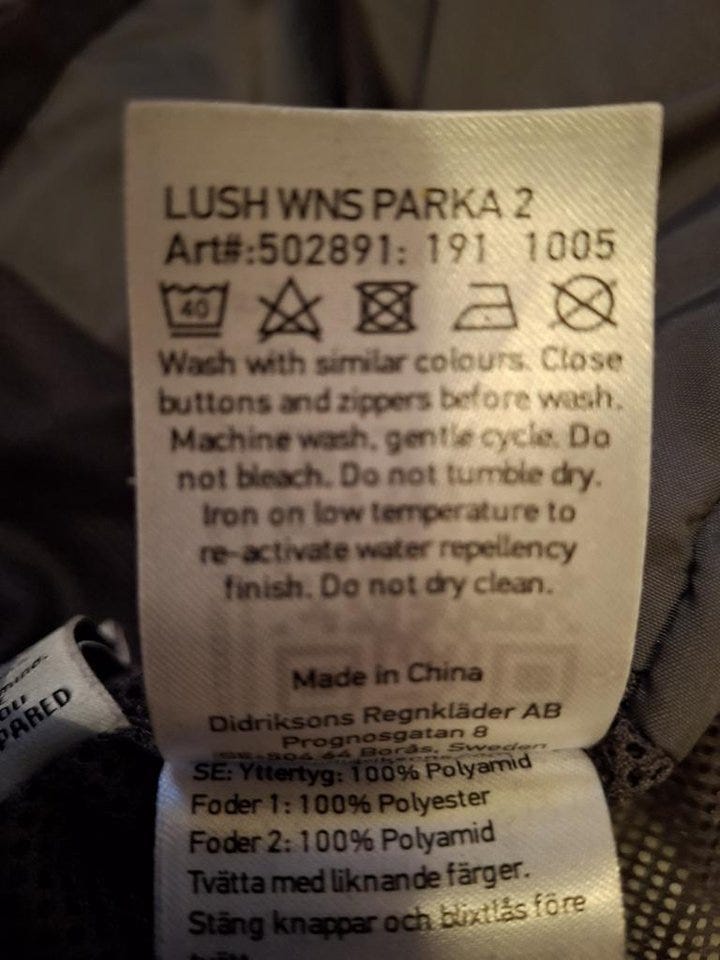 LUSH WNS PARKA 2
Art#:502891: 191 1005
40
Wash with similar colours. Close
buttons and zippers before wash.
Machine wash, gentle cycle. Do
not bleach. Do not tumble dry.
Iron on low temperature to
re-activate water repellency
finish. Do not dry clean.
Made in China
Didriksons Regnkläder AB
Prognosgatan 8
SE-504 64 Borås, Sweden
SE: Yttertyg: 100% Polyamid
Foder 1: 100% Polyester
Foder 2: 100% Polyamid
Tvätta med liknande färger.
Stäng knappar och blixtlås före
PARED